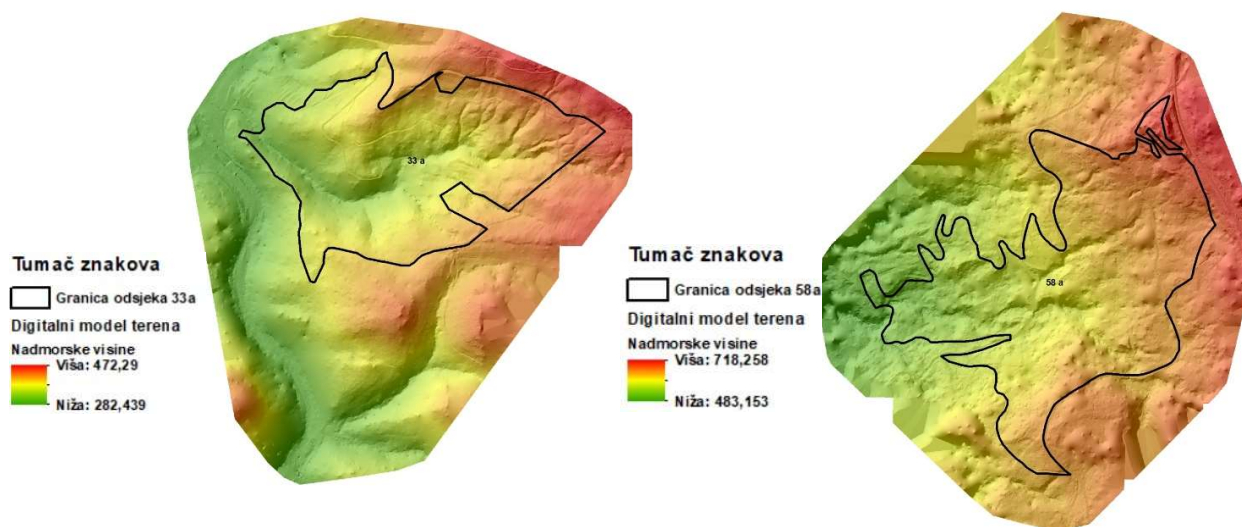 33 a
Tumač znakova
Granica odsjeka 33a
Digitalni model terena
Nadmorske visine
Viša: 472,29
Niža: 282,439
58 a
Tumač znakova
Granica odsjeka 58a
Digitalni model terena
Nadmorske visine
Viša: 718,258
Niža: 483,153